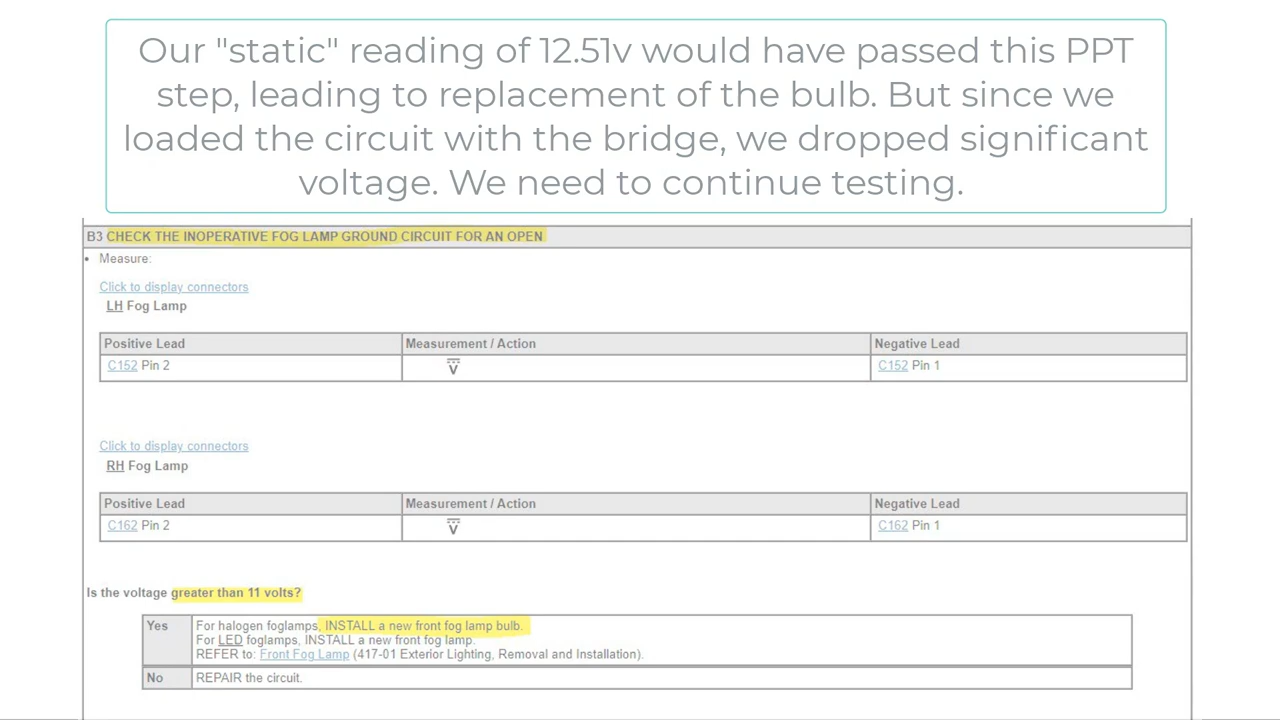 Our "static" reading of 12.51v would have passed this PPT
step, leading to replacement of the bulb. But since we
loaded the circuit with the bridge, we dropped significant
voltage. We need to continue testing.
B3 CHECK THE INOPERATIVE FOG LAMP GROUND CIRCUIT FOR AN OPEN
• Measure:
Click to display connectors
LH Fog Lamp
Positive Lead Measurement / Action Negative Lead
C152 Pin 2 V C152 Pin 1
Click to display connectors
RH Fog Lamp
Positive Lead Measurement / Action Negative Lead
C162 Pin 2 V C162 Pin 1
Is the voltage greater than 11 volts?
Yes For halogen foglamps, INSTALL a new front fog lamp bulb.
For LED foglamps, INSTALL a new front fog lamp.
REFER to: Front Fog Lamp (417-01 Exterior Lighting, Removal and Installation).
No REPAIR the circuit.